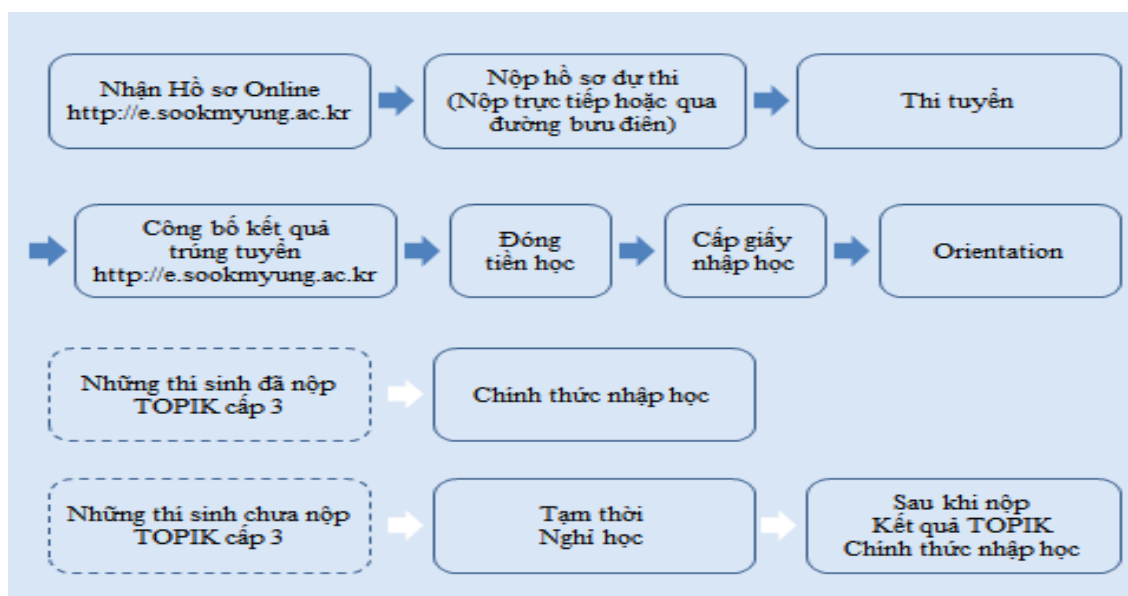 Nhận Hồ sơ Online
http://e.sookmyung.ac.kr
Nộp hồ sơ dự thi
(Nộp trực tiếp hoặc qua
đường bưu điên)
Thi tuyển
Công bố kết quả
trúng tuyển
http://e.sookmyung.ac.kr
Đóng
tiền học
Cấp giấy
nhập học
Orientation
Những thi sinh đã nộp
TOPIK cấp 3
Chinh thức nhập học
Những thi sinh chưa nộp
TOPIK cấp 3
Tạm thời
Nghỉ học
Sau khi nộp
Kết quả TOPIK
Chinh thức nhập học